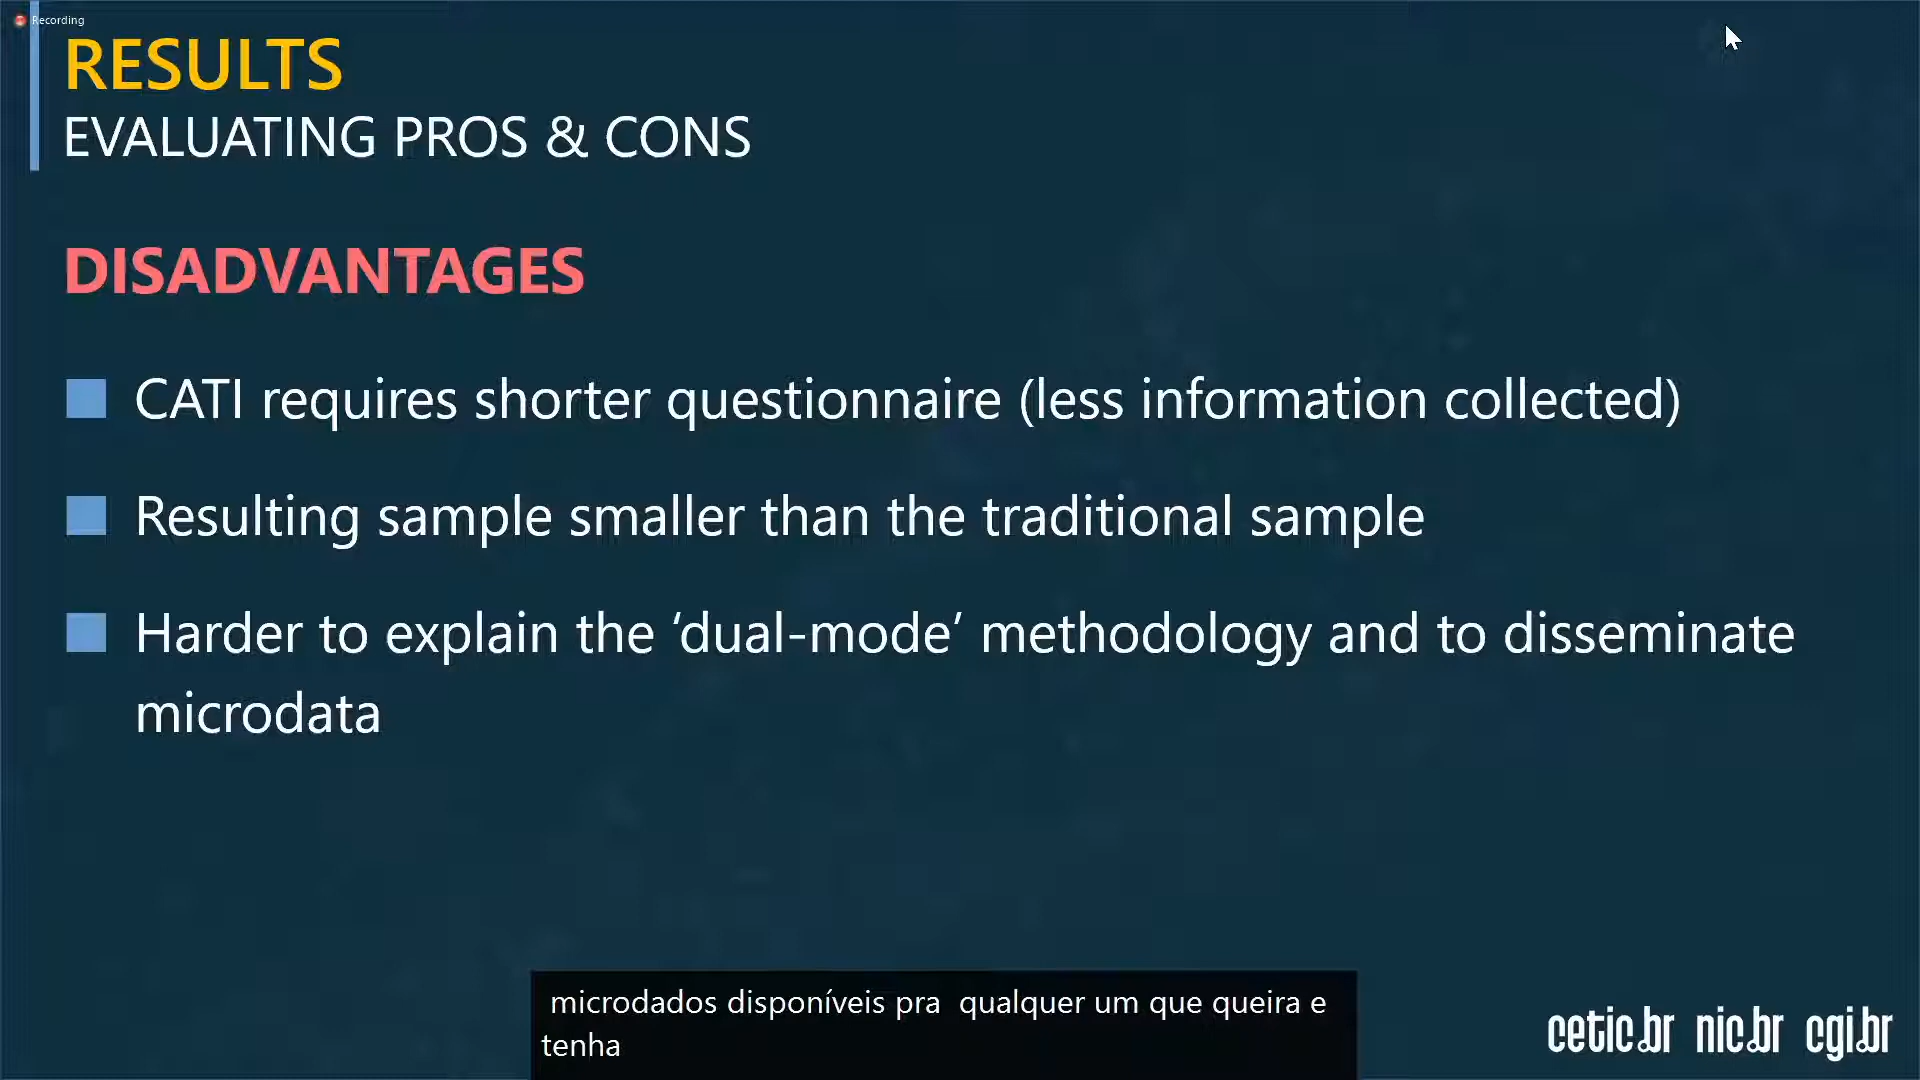 Recording
RESULTS
EVALUATING PROS & CONS
DISADVANTAGES
CATI requires shorter questionnaire (less information collected)
Resulting sample smaller than the traditional sample
Harder to explain the ‘dual-mode’ methodology and to disseminate
microdata
microdados disponíveis pra qualquer um que queira e
tenha
cetic.br nic.br cgi.br